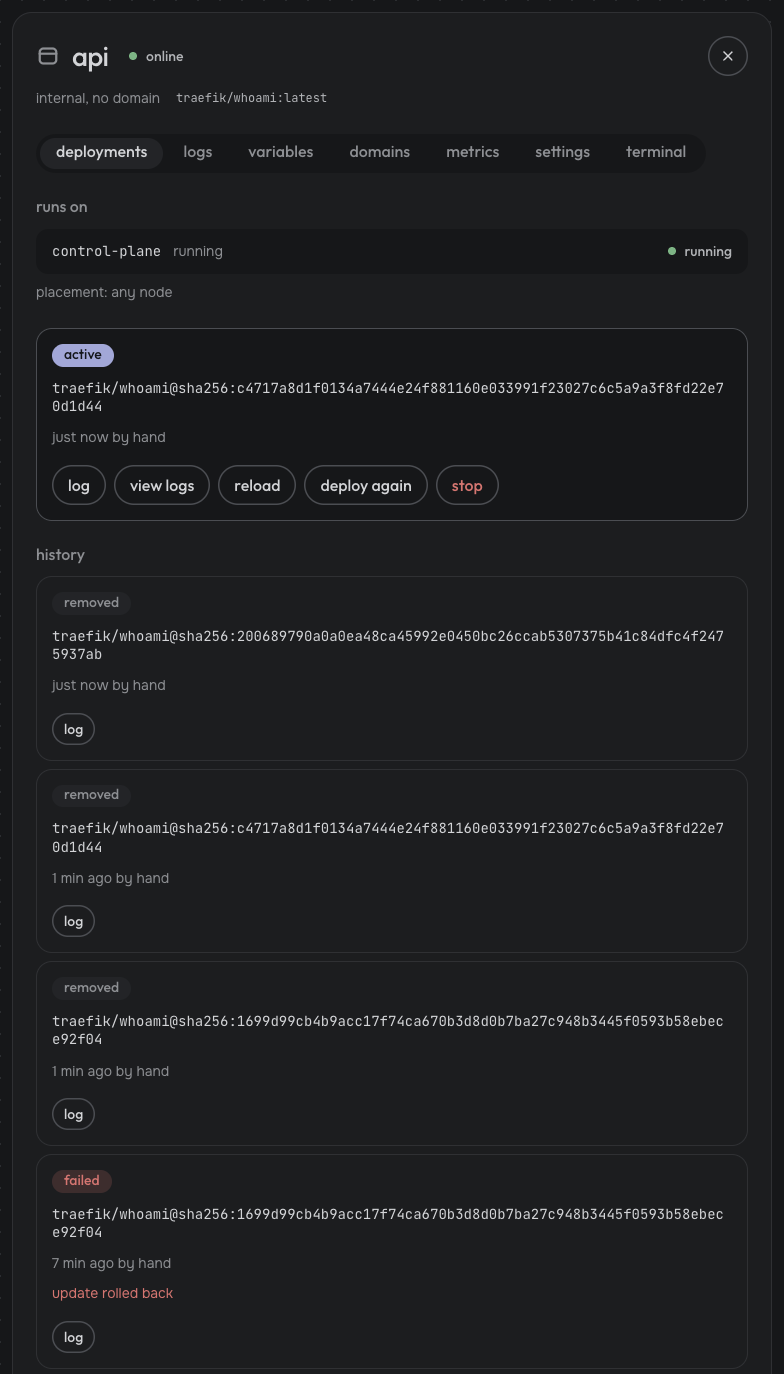 api
online
internal, no domain traefik/whoami:latest
deployments logs variables domains metrics settings terminal
runs on
control-plane running running
placement: any node
active
traefik/whoami@sha256:c4717a8d1f0134a7444e24f881160e033991f23027c6c5a9a3f8fd22e7
0d1d44
just now by hand
log view logs reload deploy again stop
history
removed
traefik/whoami@sha256:200689790a0a0ea48ca45992e0450bc26ccab5307375b41c84dfc4f247
5937ab
just now by hand
log
removed
traefik/whoami@sha256:c4717a8d1f0134a7444e24f881160e033991f23027c6c5a9a3f8fd22e7
0d1d44
1 min ago by hand
log
removed
traefik/whoami@sha256:1699d99cb4b9acc17f74ca670b3d8d0b7ba27c948b3445f0593b58ebec
e92f04
1 min ago by hand
log
failed
traefik/whoami@sha256:1699d99cb4b9acc17f74ca670b3d8d0b7ba27c948b3445f0593b58ebec
e92f04
7 min ago by hand
update rolled back
log